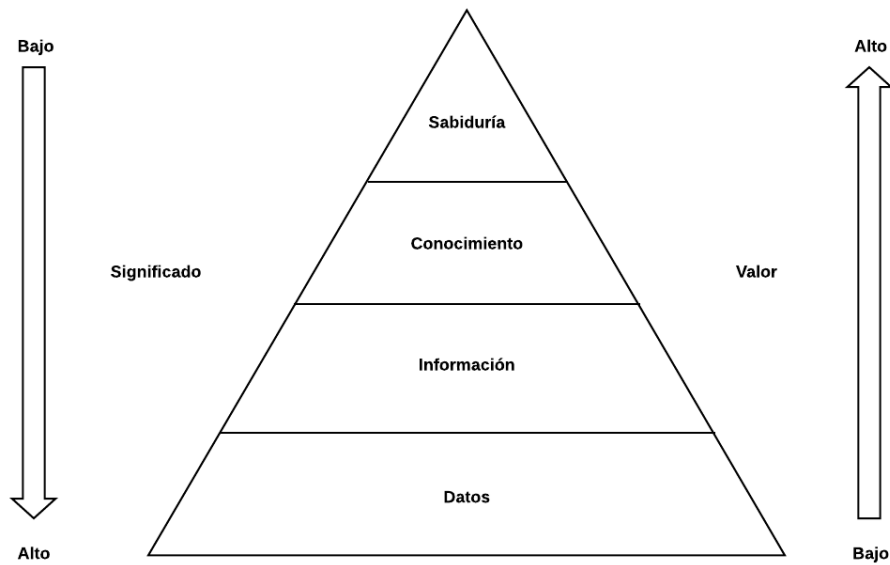 Bajo
Alto
Sabiduría
Conocimiento
Significado
Valor
Información
Datos
Alto
Bajo